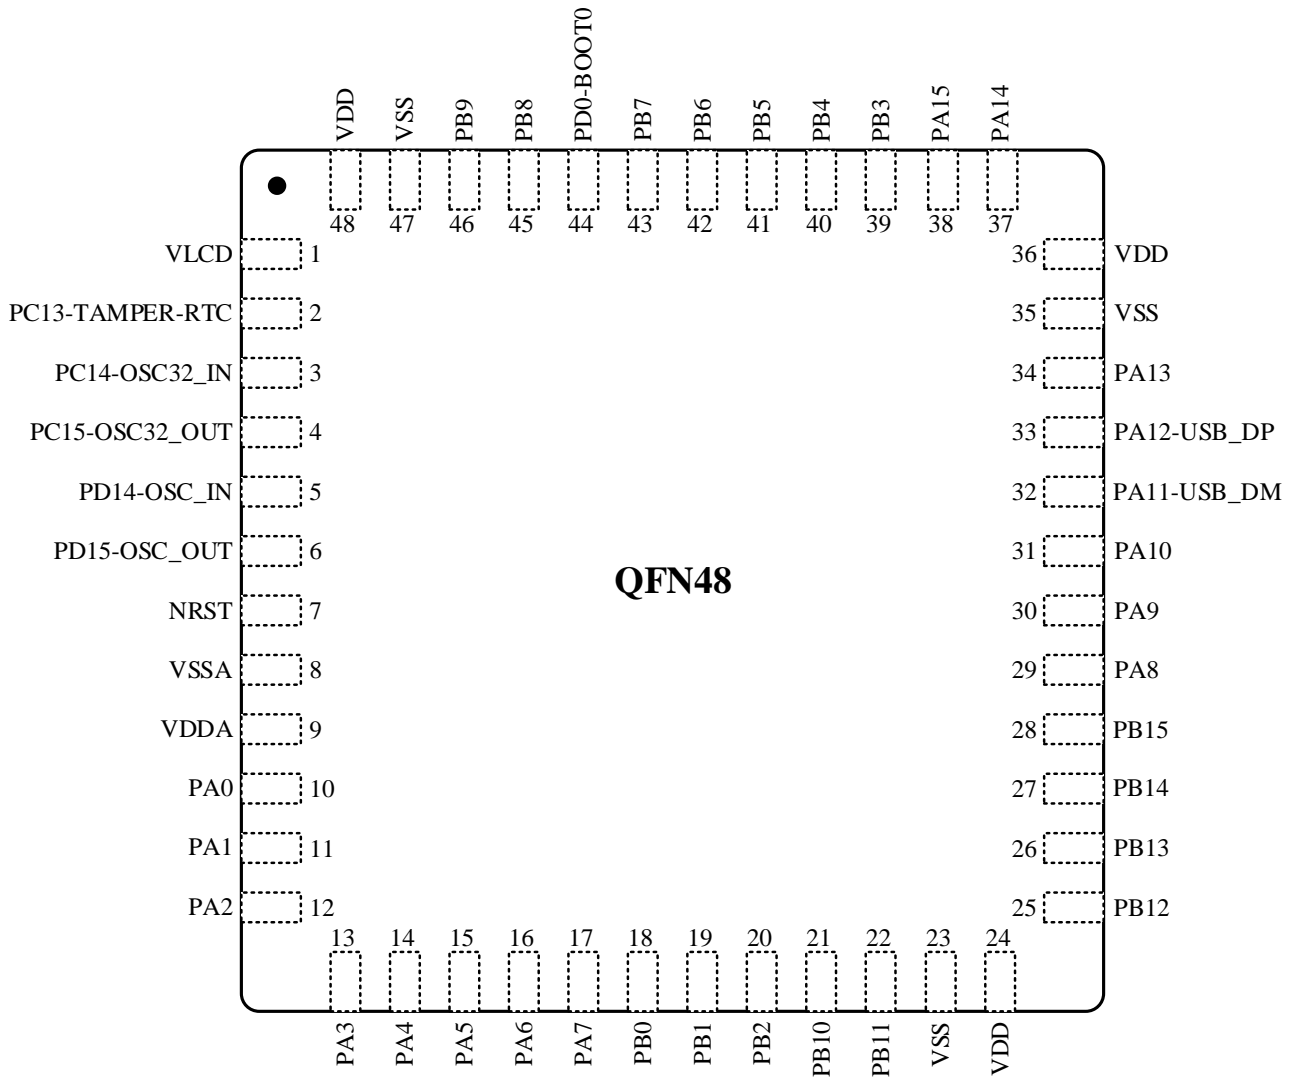 VDD
VSS
PB9
PB8
PD0-BOOT0
PB7
PB6
PB5
PB4
PB3
PA15
PA14
48
47
46
45
44
43
42
41
40
39
38
37
VLCD 1
PC13-TAMPER-RTC 2
PC14-OSC32_IN 3
PC15-OSC32_OUT 4
PD14-OSC_IN 5
PD15-OSC_OUT 6
NRST 7
VSSA 8
VDDA 9
PA0 10
PA1 11
PA2 12
QFN48
36 VDD
35 VSS
34 PA13
33 PA12-USB_DP
32 PA11-USB_DM
31 PA10
30 PA9
29 PA8
28 PB15
27 PB14
26 PB13
25 PB12
13
14
15
16
17
18
19
20
21
22
23
24
PA3
PA4
PA5
PA6
PA7
PB0
PB1
PB2
PB10
PB11
VSS
VDD